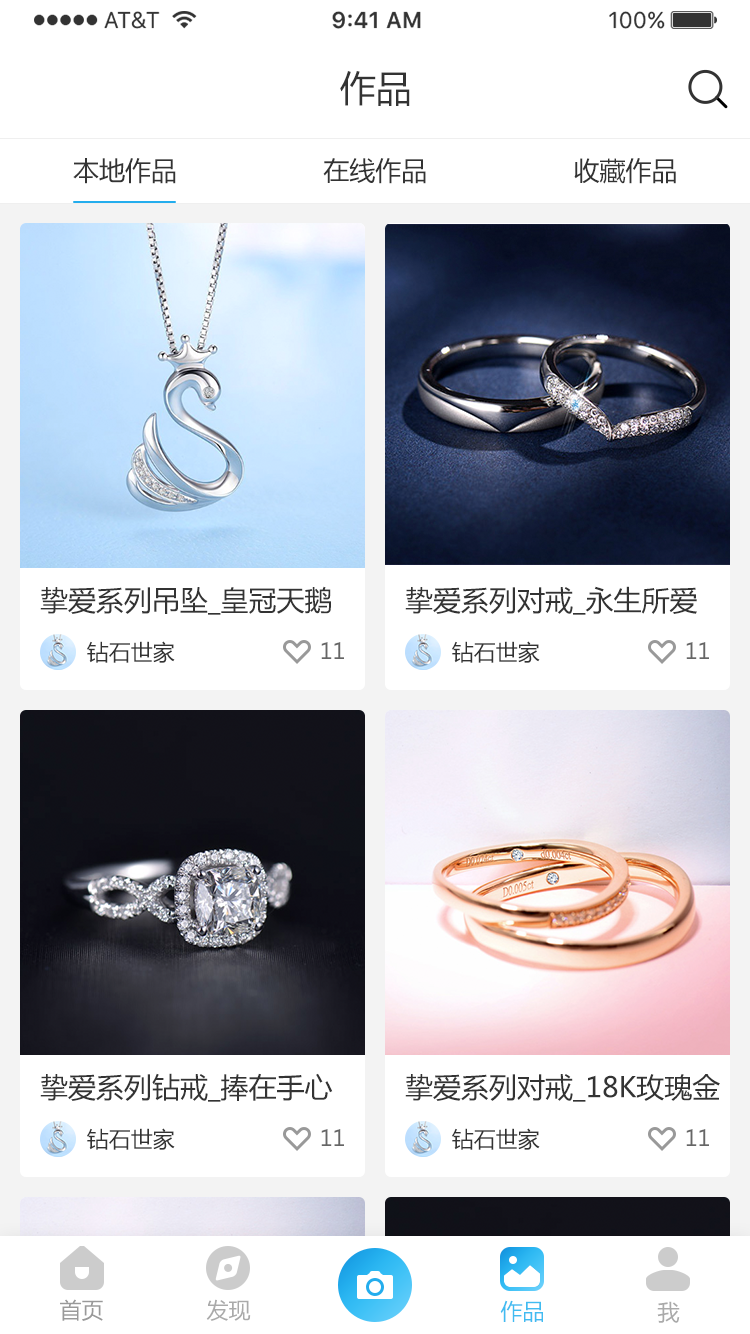 AT&T 9:41 AM 100%
作品
本地作品 在线作品 收藏作品
挚爱系列吊坠_皇冠天鹅 挚爱系列对戒_永生所爱
钻石世家 11 钻石世家 11
D0.005ct
挚爱系列钻戒_捧在手心 挚爱系列对戒_18K玫瑰金
钻石世家 11 钻石世家 11
首页 发现 作品 我